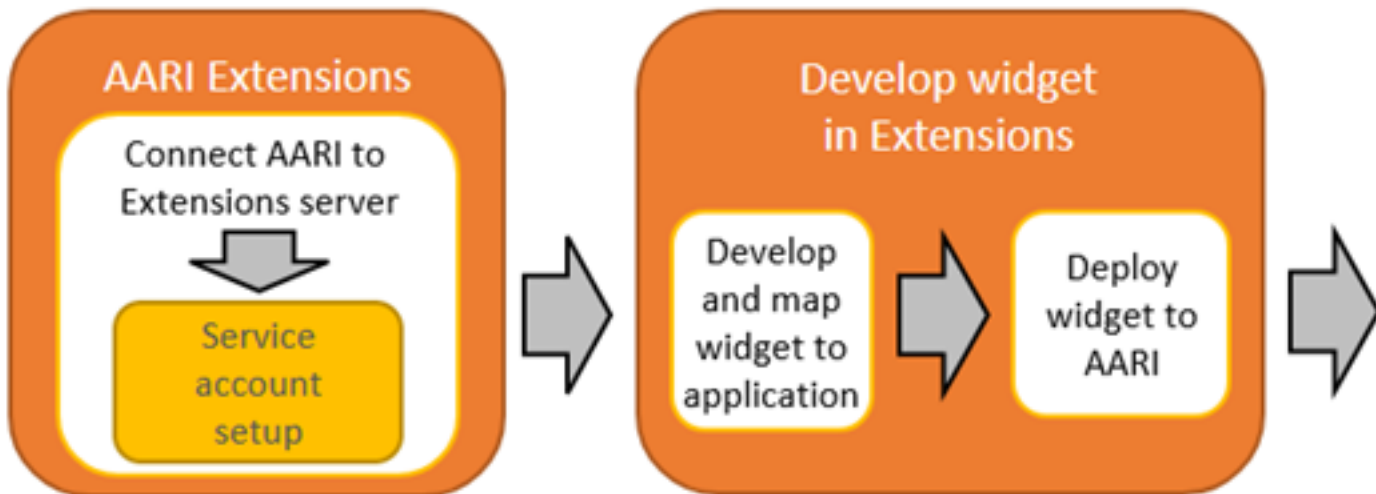 AARI Extensions
Connect AARI to
Extensions server
Service
account
setup
Develop widget
in Extensions
Develop
and map
widget to
application
Deploy
widget to
AARI